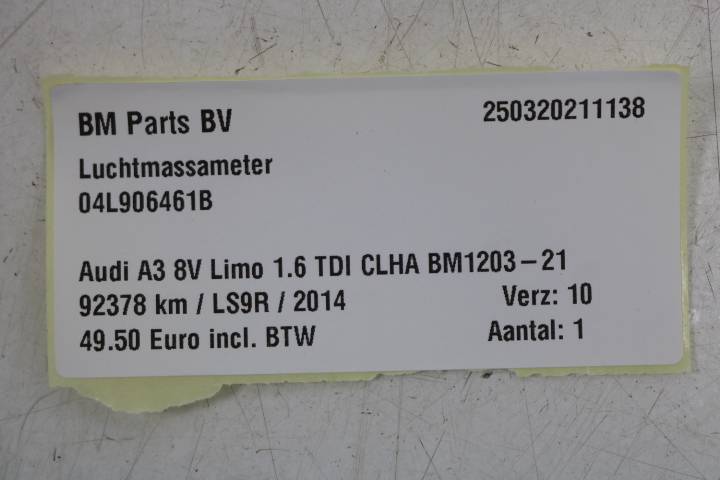 BM Parts BV 250320211138
Luchtmassameter
04L906461B
Audi A3 8V Limo 1.6 TDI CLHA BM1203-21
92378 km / LS9R / 2014 Verz: 10
49.50 Euro incl. BTW Aantal: 1